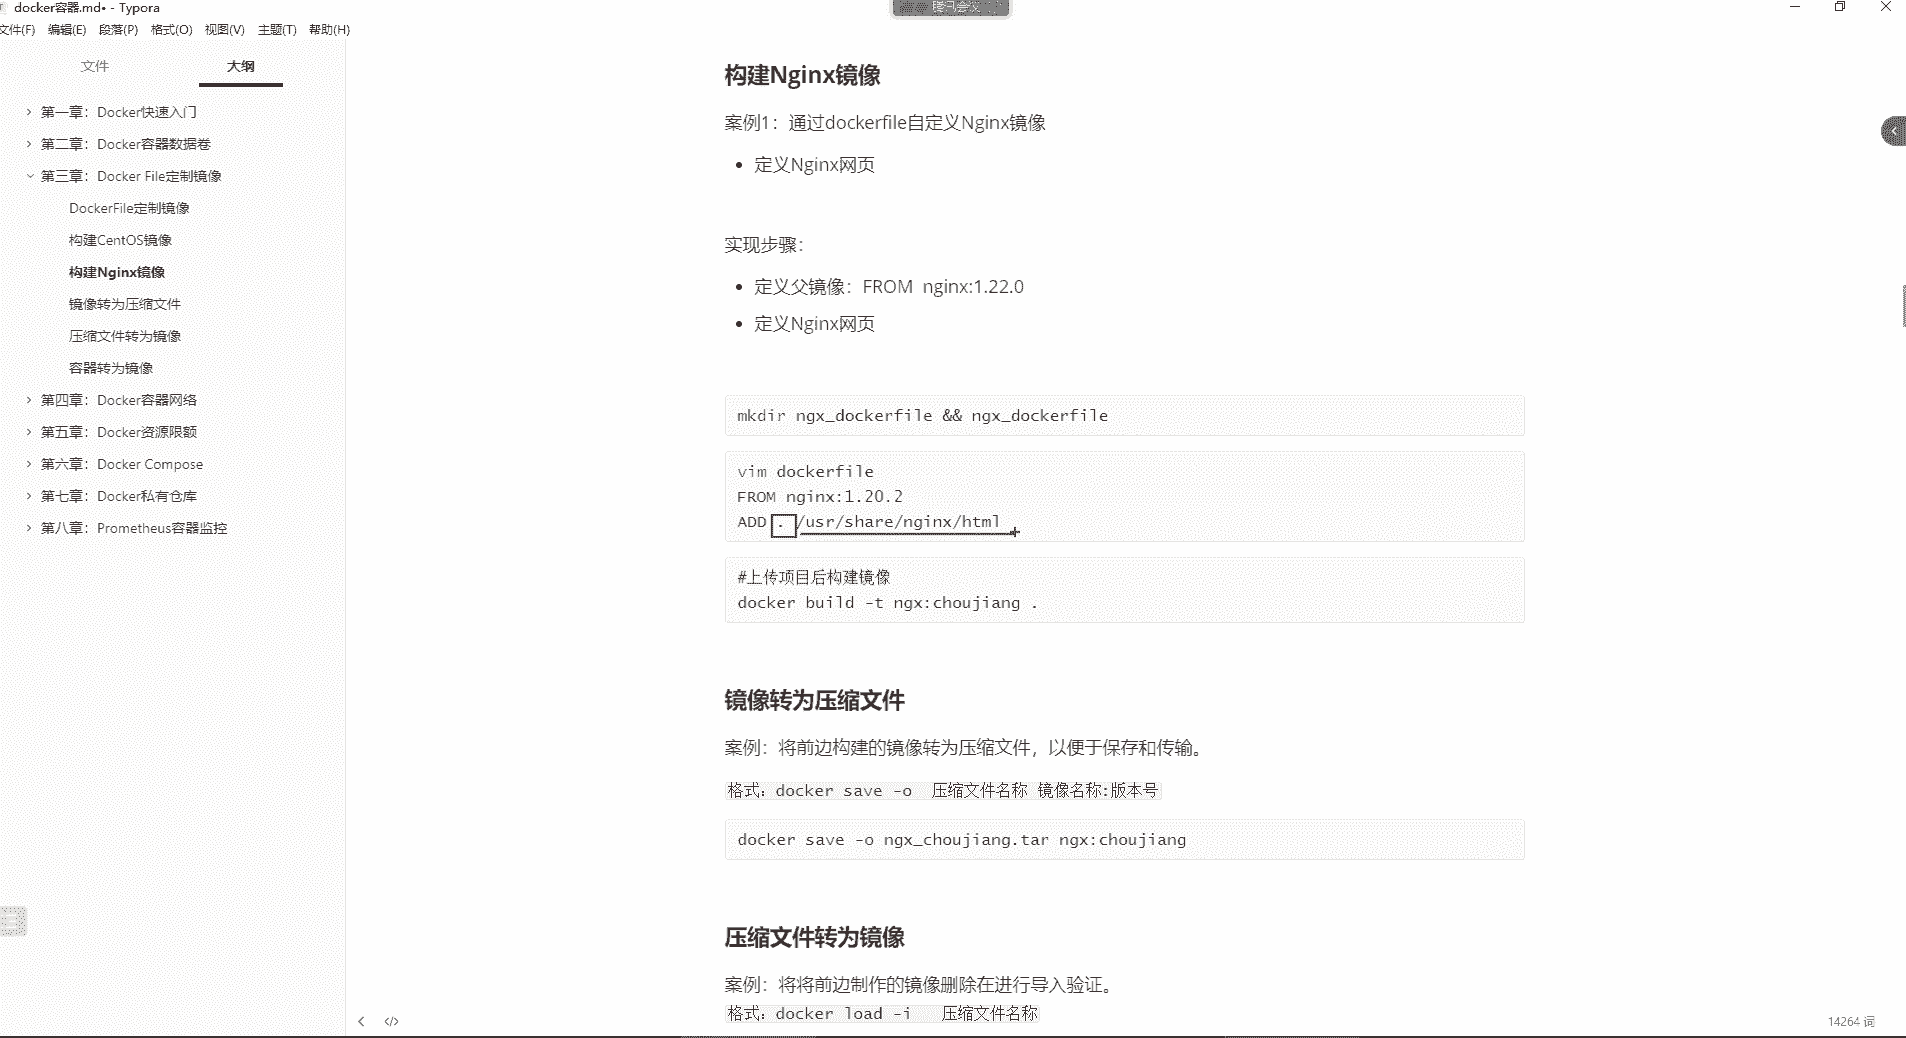 docker容器.md• - Typora
腾讯会议
文件(F) 编辑(E) 段落(P) 格式(O) 视图(V) 主题(T) 帮助(H)
文件 大纲
第一章：Docker快速入门
第二章：Docker容器数据卷
第三章：Docker File定制镜像
DockerFile定制镜像
构建CentOS镜像
构建Nginx镜像
镜像转为压缩文件
压缩文件转为镜像
容器转为镜像
第四章：Docker容器网络
第五章：Docker资源限额
第六章：Docker Compose
第七章：Docker私有仓库
第八章：Prometheus容器监控
构建Nginx镜像
案例1：通过dockerfile自定义Nginx镜像
• 定义Nginx网页
实现步骤：
• 定义父镜像：FROM nginx:1.22.0
• 定义Nginx网页
mkdir ngx_dockerfile && ngx_dockerfile
vim dockerfile
FROM nginx:1.20.2
ADD . /usr/share/nginx/html
#上传项目后构建镜像
docker build -t ngx:choujiang .
镜像转为压缩文件
案例：将前边构建的镜像转为压缩文件，以便于保存和传输。
格式：docker save -o 压缩文件名称 镜像名称:版本号
docker save -o ngx_choujiang.tar ngx:choujiang
压缩文件转为镜像
案例：将将前边制作的镜像删除在进行导入验证。
格式：docker load -i 压缩文件名称
</> 14264 词